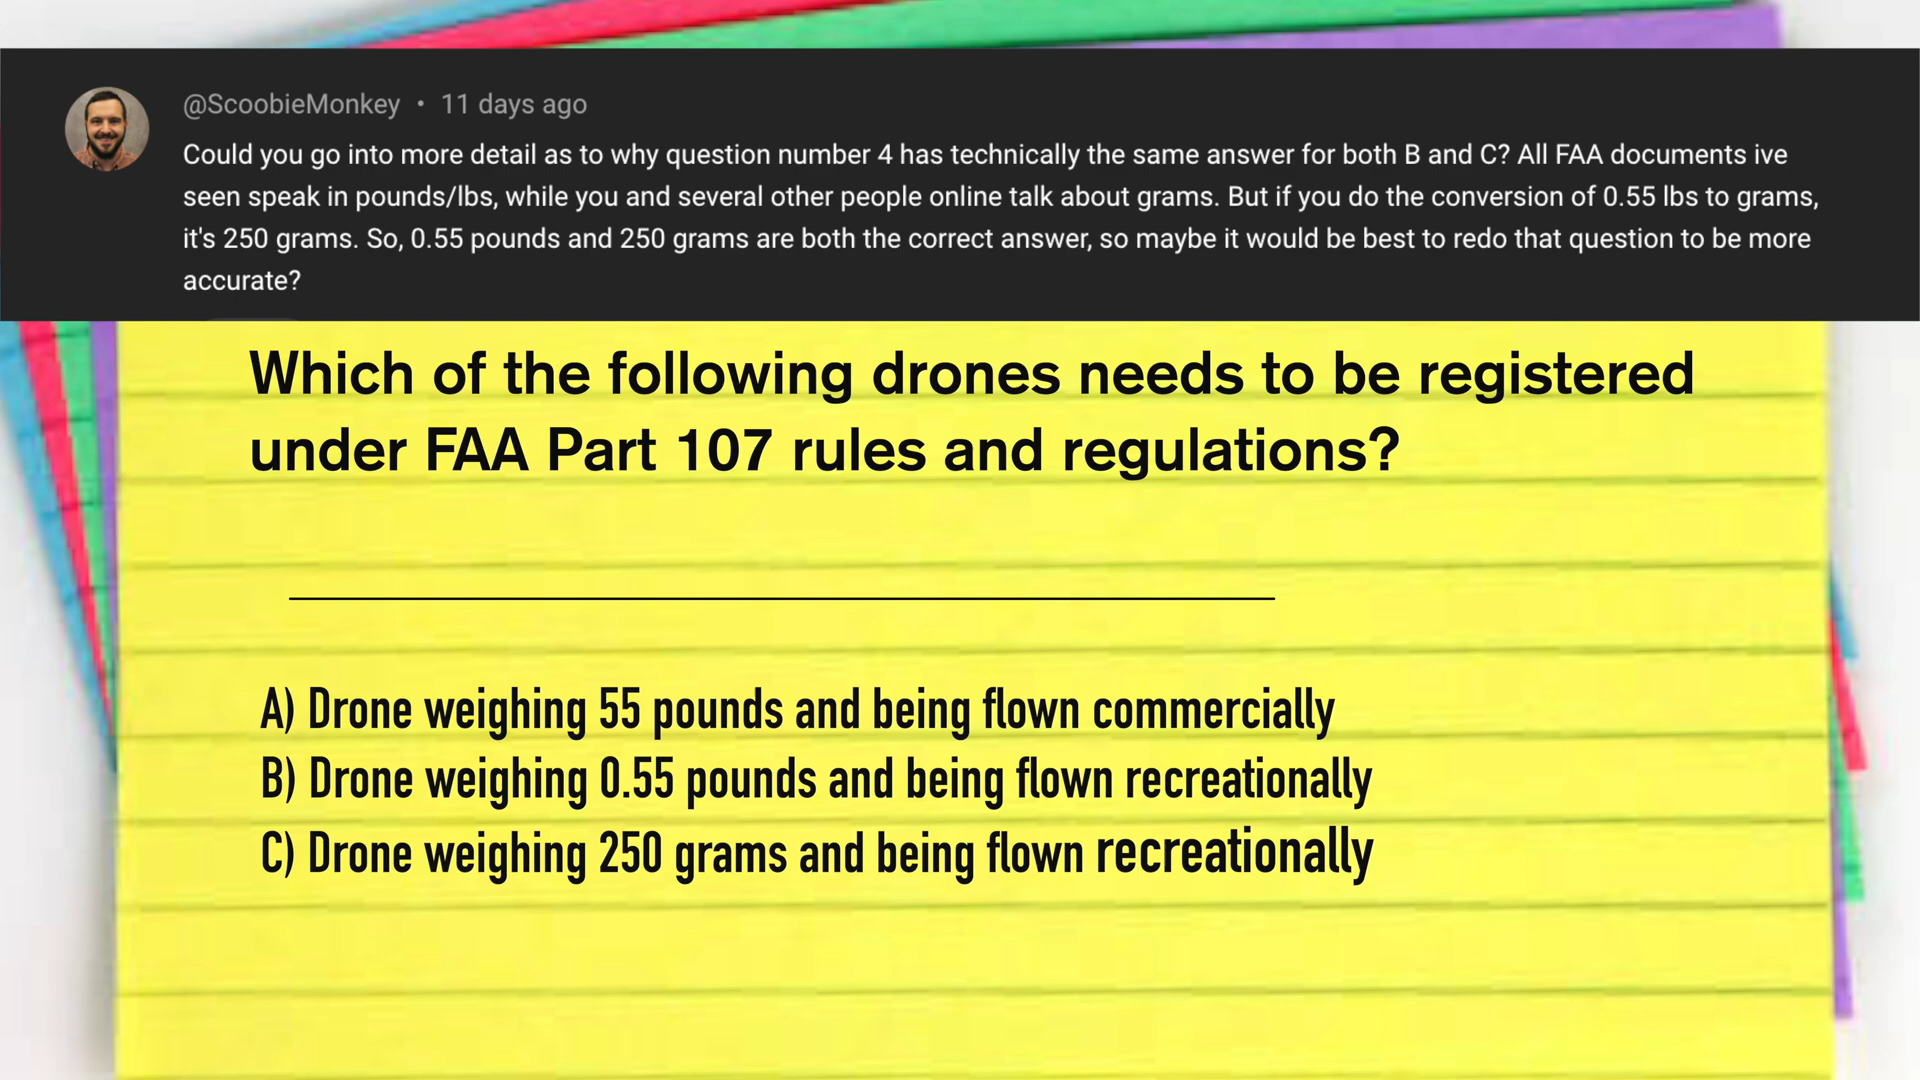 @ScoobieMonkey • 11 days ago
Could you go into more detail as to why question number 4 has technically the same answer for both B and C? All FAA documents ive
seen speak in pounds/lbs, while you and several other people online talk about grams. But if you do the conversion of 0.55 lbs to grams,
it's 250 grams. So, 0.55 pounds and 250 grams are both the correct answer, so maybe it would be best to redo that question to be more
accurate?
Which of the following drones needs to be registered
under FAA Part 107 rules and regulations?
A) Drone weighing 55 pounds and being flown commercially
B) Drone weighing 0.55 pounds and being flown recreationally
C) Drone weighing 250 grams and being flown recreationally